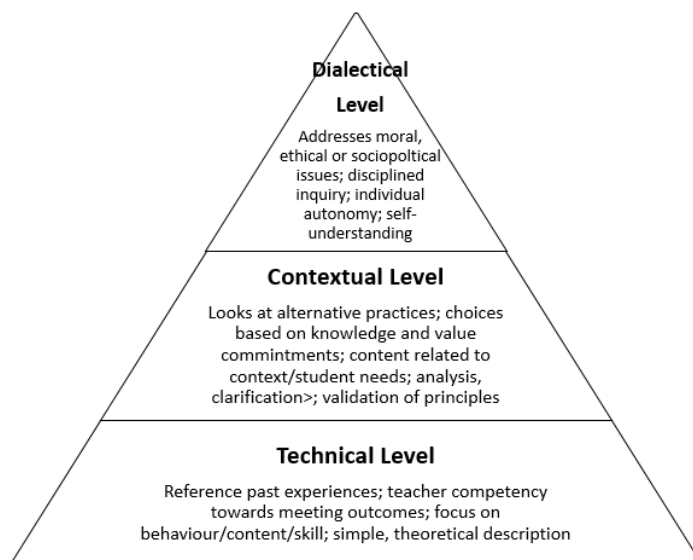 Dialectical
Level
Addresses moral,
ethical or sociopoltical
issues; disciplined
inquiry; individual
autonomy; self-
understanding
Contextual Level
Looks at alternative practices; choices
based on knowledge and value
commintments; content related to
context/student needs; analysis,
clarification>; validation of principles
Technical Level
Reference past experiences; teacher competency
towards meeting outcomes; focus on
behaviour/content/skill; simple, theoretical description